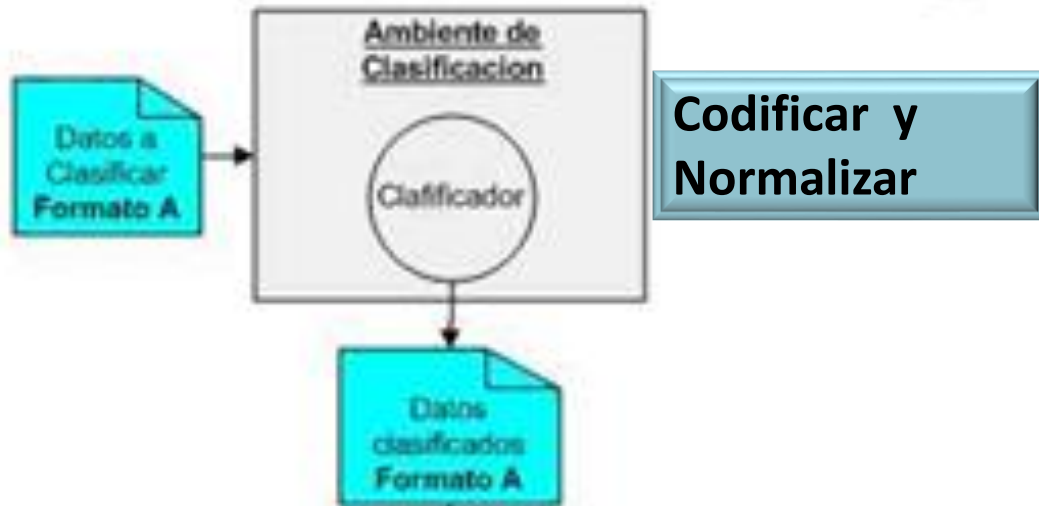 Ambiente de
Clasificacion
Datos a
Clasificar
Formato A
Clafificador
Codificar y
Normalizar
Datos
clasificados
Formato A